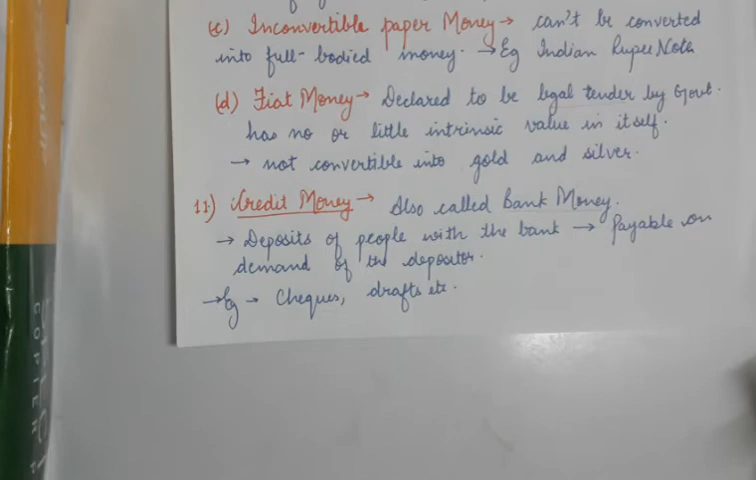 (c) Inconvertible paper Money → can't be converted
into full-bodied money. → Eg Indian Rupee Note
(d) Fiat Money → Declared to be legal tender by Govt.
has no or little intrinsic value in itself.
→ not convertible into gold and silver.
11) Credit Money → Also called Bank Money.
→ Deposits of people with the bank → Payable on
demand of the depositor.
→ Eg → Cheques, drafts etc.
COPIER